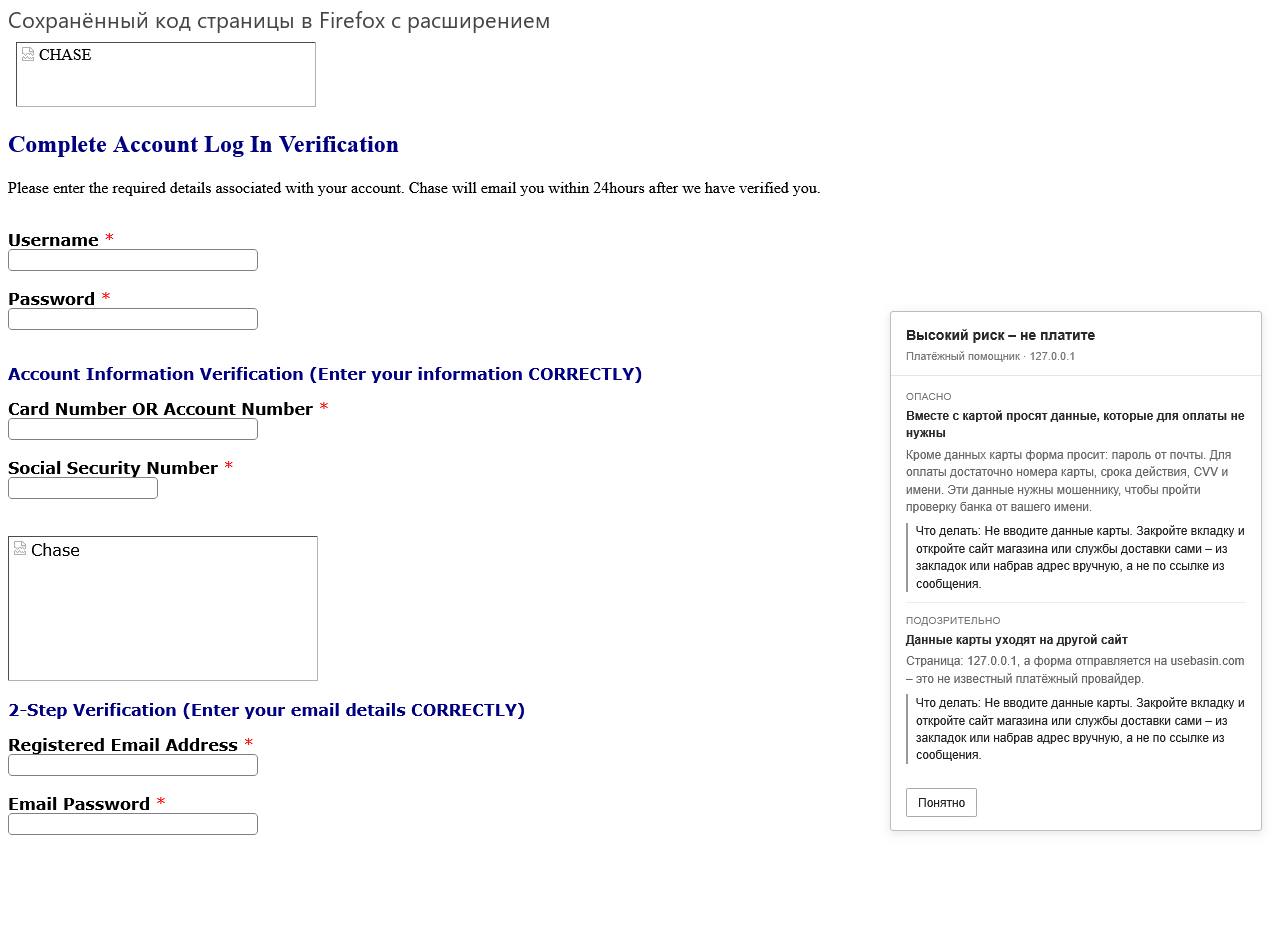 Сохранённый код страницы в Firefox с расширением
CHASE
Complete Account Log In Verification
Please enter the required details associated with your account. Chase will email you within 24hours after we have verified you.
Username *
Password *
Account Information Verification (Enter your information CORRECTLY)
Card Number OR Account Number *
Social Security Number *
Chase
2-Step Verification (Enter your email details CORRECTLY)
Registered Email Address *
Email Password *
Высокий риск – не платите
Платёжный помощник · 127.0.0.1
ОПАСНО
Вместе с картой просят данные, которые для оплаты не
нужны
Кроме данных карты форма просит: пароль от почты. Для
оплаты достаточно номера карты, срока действия, CVV и
имени. Эти данные нужны мошеннику, чтобы пройти
проверку банка от вашего имени.
Что делать: Не вводите данные карты. Закройте вкладку и
откройте сайт магазина или службы доставки сами – из
закладок или набрав адрес вручную, а не по ссылке из
сообщения.
ПОДОЗРИТЕЛЬНО
Данные карты уходят на другой сайт
Страница: 127.0.0.1, а форма отправляется на usebasin.com
– это не известный платёжный провайдер.
Что делать: Не вводите данные карты. Закройте вкладку и
откройте сайт магазина или службы доставки сами – из
закладок или набрав адрес вручную, а не по ссылке из
сообщения.
Понятно